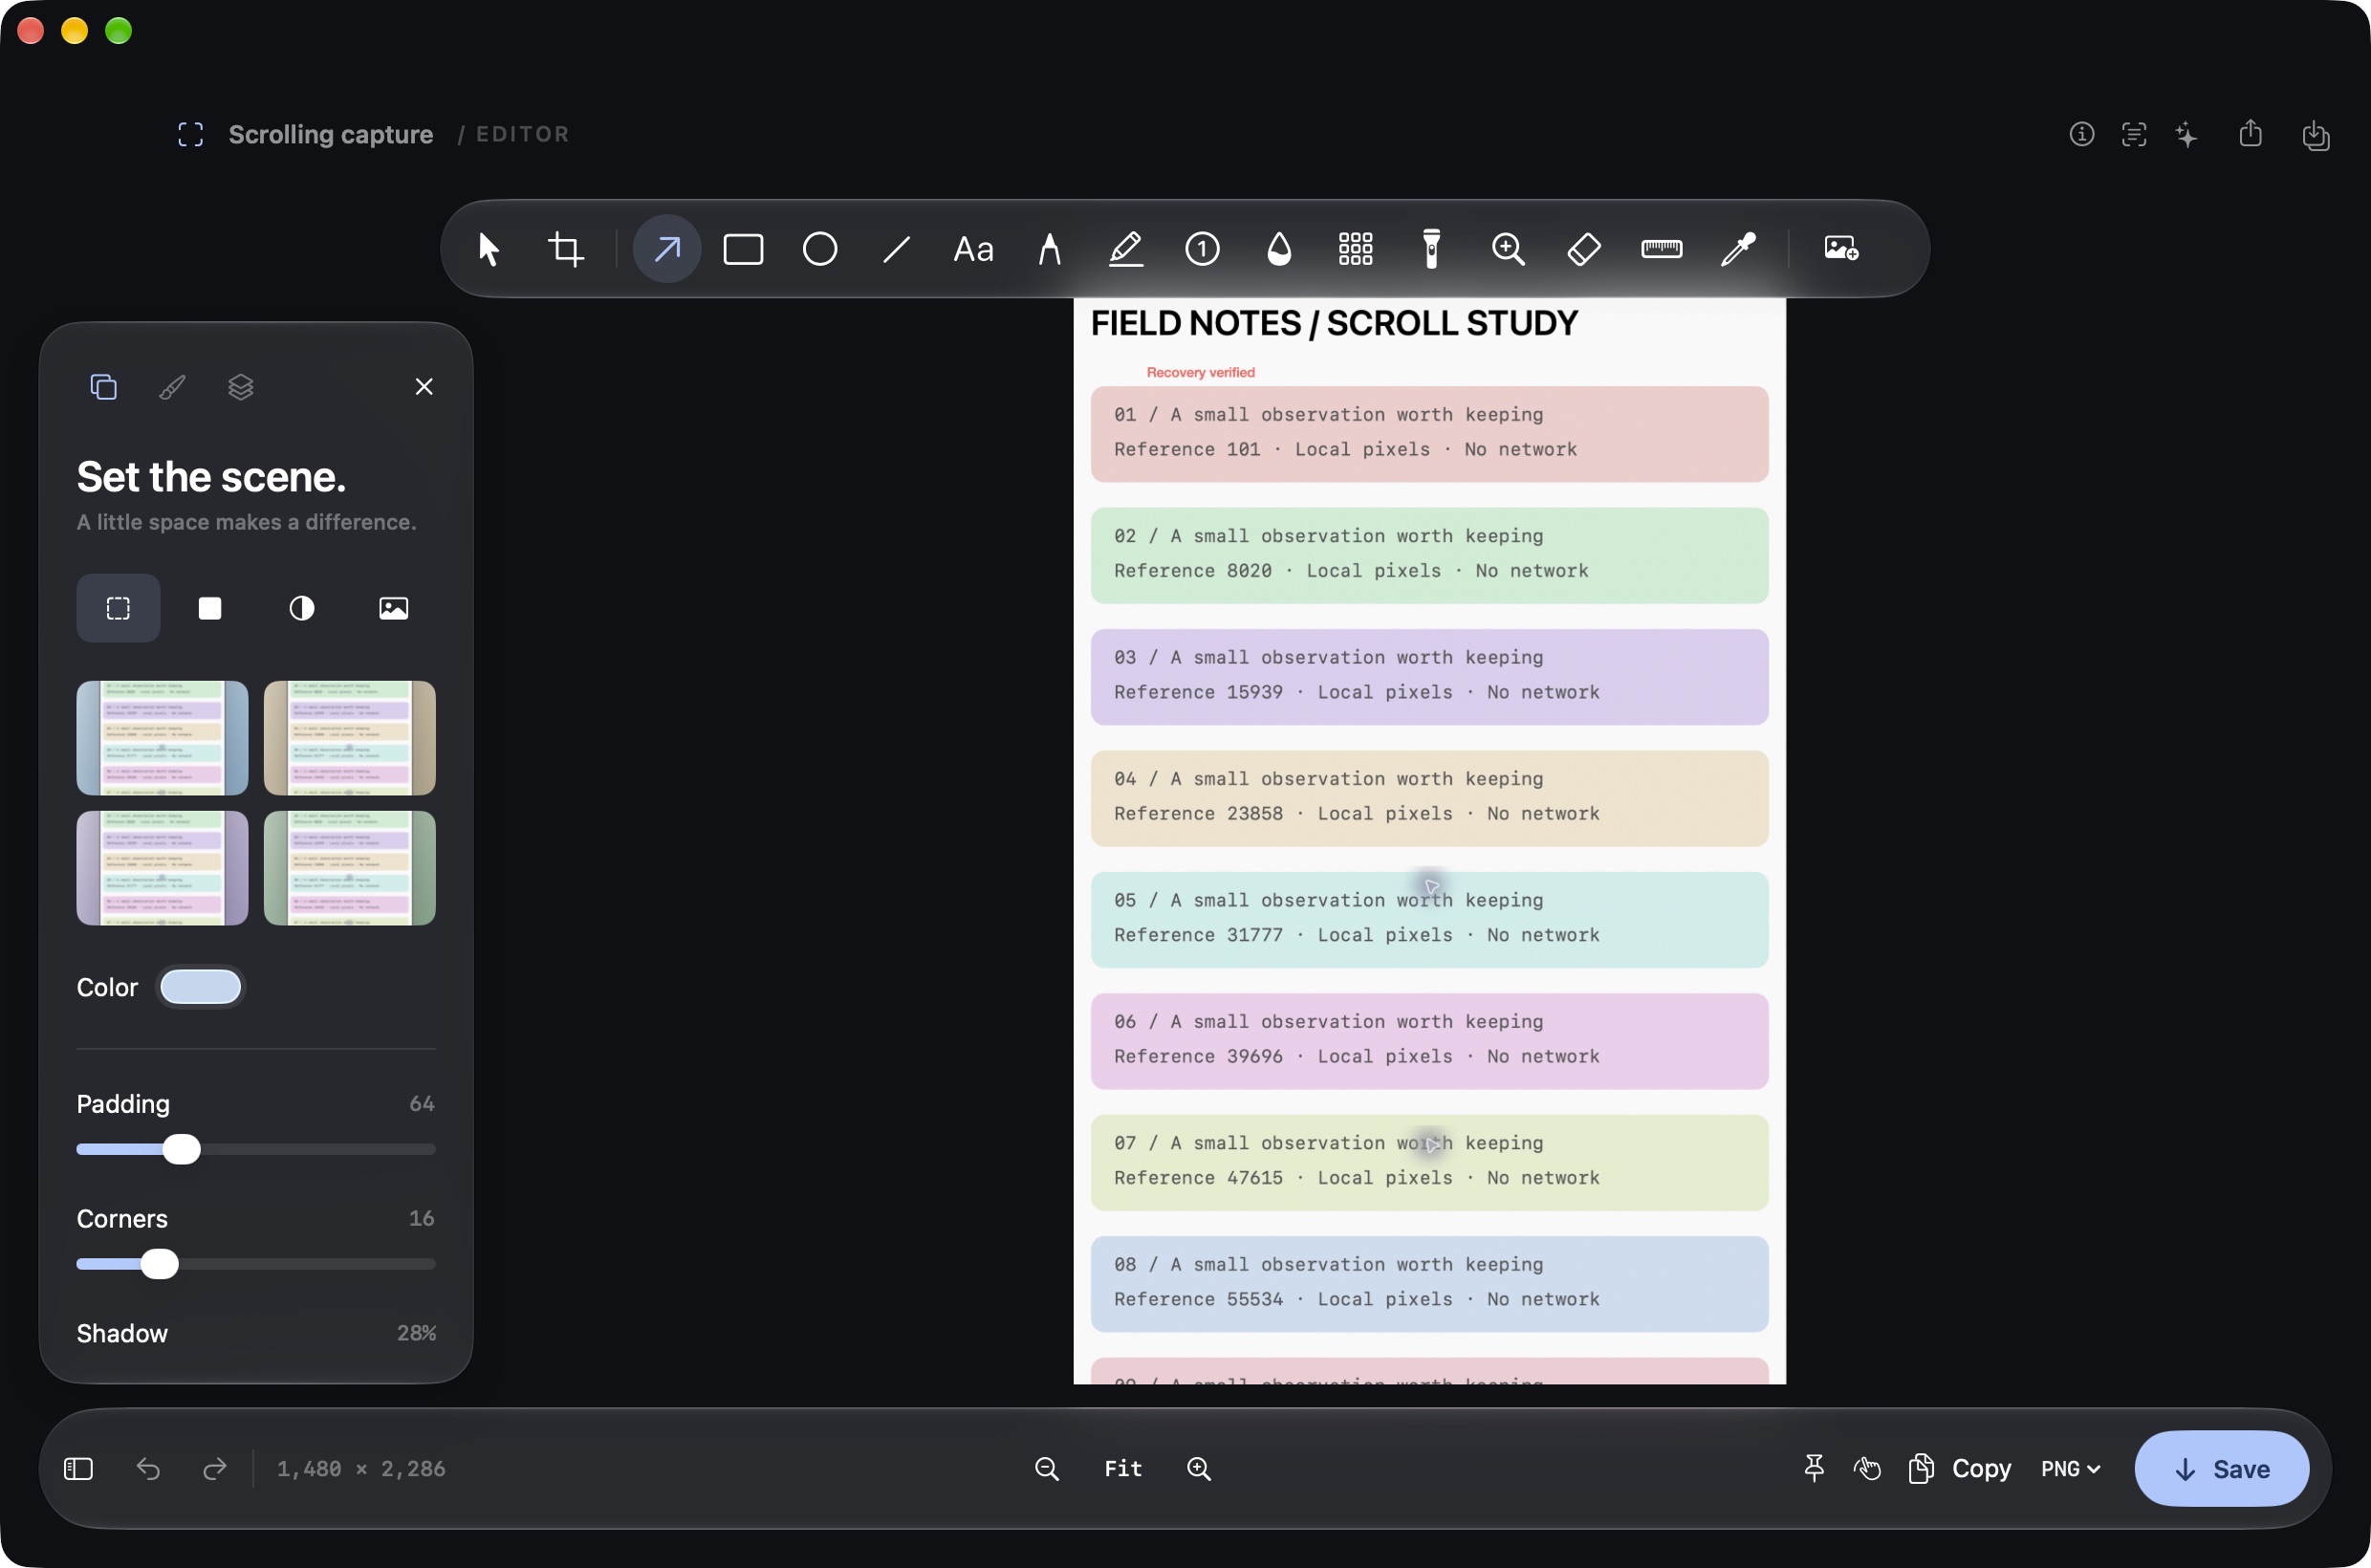 Scrolling capture / EDITOR
Aa
1
FIELD NOTES / SCROLL STUDY
Recovery verified
01 / A small observation worth keeping
Reference 101 · Local pixels · No network
02 / A small observation worth keeping
Reference 8020 · Local pixels · No network
03 / A small observation worth keeping
Reference 15939 · Local pixels · No network
04 / A small observation worth keeping
Reference 23858 · Local pixels · No network
05 / A small observation worth keeping
Reference 31777 · Local pixels · No network
06 / A small observation worth keeping
Reference 39696 · Local pixels · No network
07 / A small observation worth keeping
Reference 47615 · Local pixels · No network
08 / A small observation worth keeping
Reference 55534 · Local pixels · No network
09 / A small observation worth keeping
Set the scene.
A little space makes a difference.
Color
Padding 64
Corners 16
Shadow 28%
1,480 × 2,286
Fit
Copy
PNG
Save